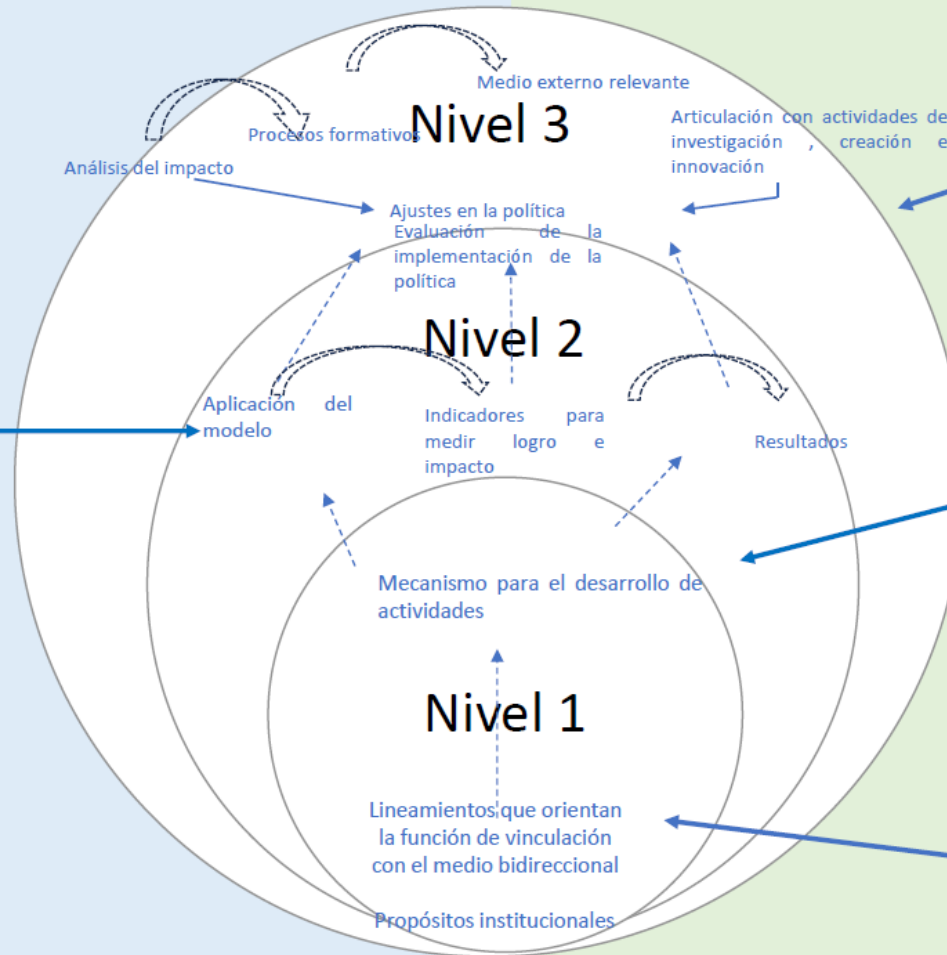 Medio externo relevante
Nivel 3
Procesos formativos
Análisis del impacto
Articulación con actividades de
investigación , creación e
innovación
Ajustes en la política
Evaluación de la
implementación de la
política
Nivel 2
Aplicación del
modelo
Indicadores para
medir logro e
impacto
Resultados
Mecanismo para el desarrollo de
actividades
Nivel 1
Lineamientos que orientan
la función de vinculación
con el medio bidireccional
Propósitos institucionales